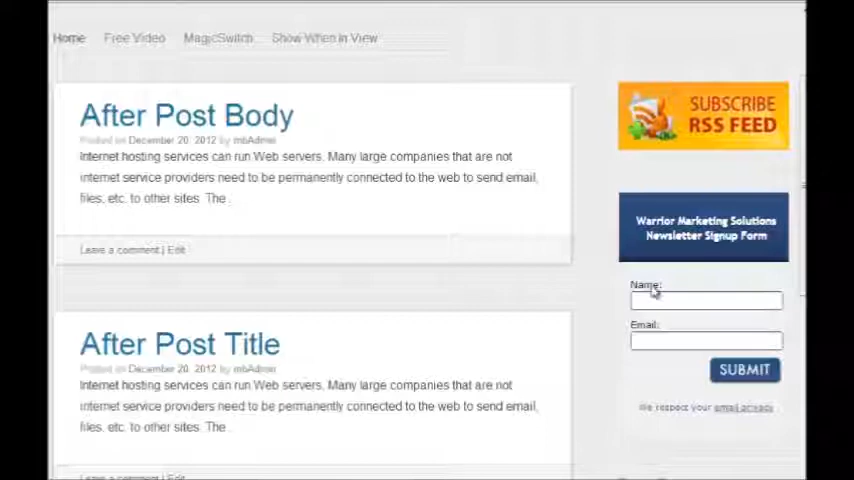 Home Free Video MagicSwitch Show When In View
After Post Body
Posted on December 20, 2012 by mbAdmin
Internet hosting services can run Web servers. Many large companies that are not
internet service providers need to be permanently connected to the web to send email,
files, etc. to other sites. The
Leave a comment | Edit
After Post Title
Posted on December 20, 2012 by mbAdmin
Internet hosting services can run Web servers. Many large companies that are not
internet service providers need to be permanently connected to the web to send email,
files, etc. to other sites. The
Leave a comment | Edit
SUBSCRIBE
RSS FEED
Warrior Marketing Solutions
Newsletter Signup Form
Name:
Email:
SUBMIT
We respect your email privacy